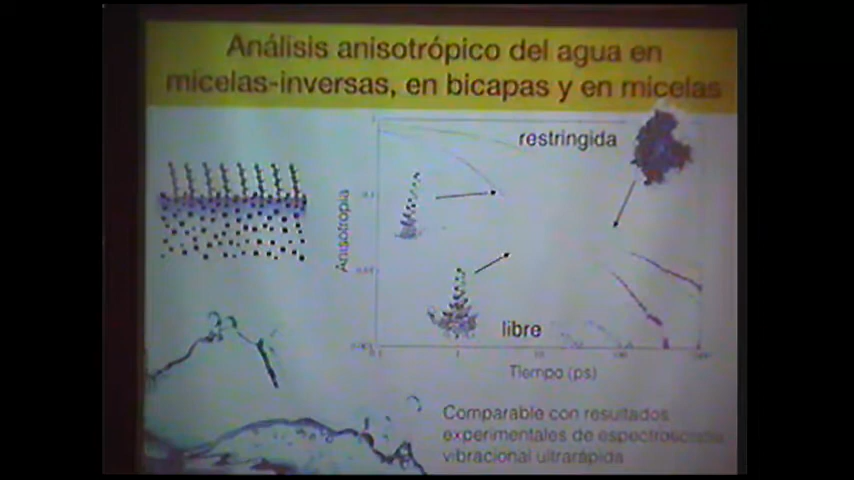 Análisis anisotrópico del agua en
micelas-inversas, en bicapas y en micelas
restringida
Anisotropia
libre
Tiempo (ps)
Comparable con resultados
experimentales de espectroscopía
vibracional ultrarápida